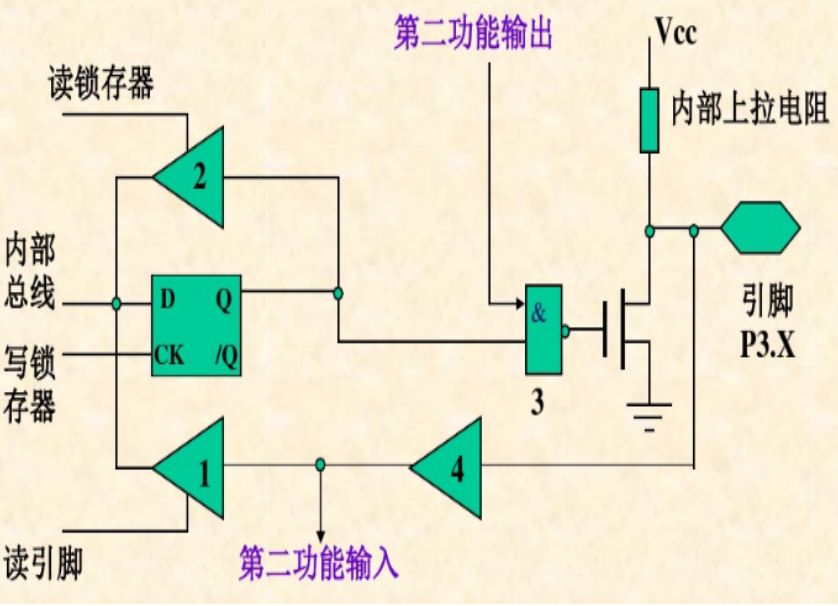 第二功能输出
Vcc
读锁存器
内部上拉电阻
2
内部
总线
D
Q
&
引脚
P3.X
写锁
存器
CK
/Q
3
1
4
读引脚
第二功能输入